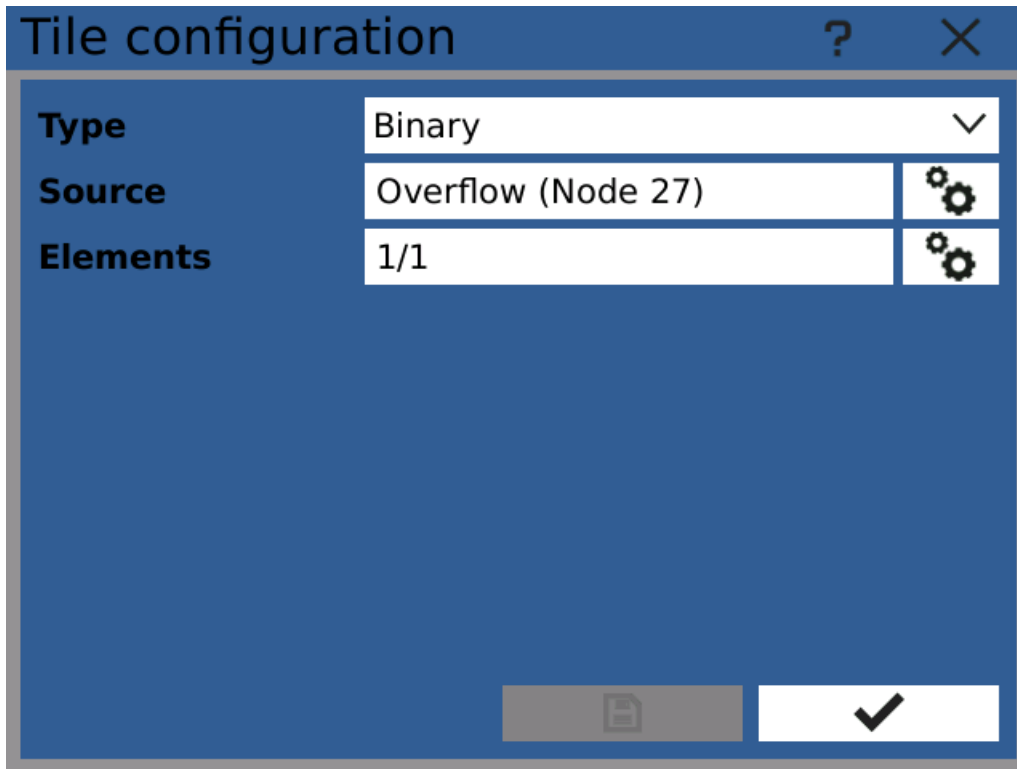 Tile configuration ?
Type Binary
Source Overflow (Node 27)
Elements 1/1